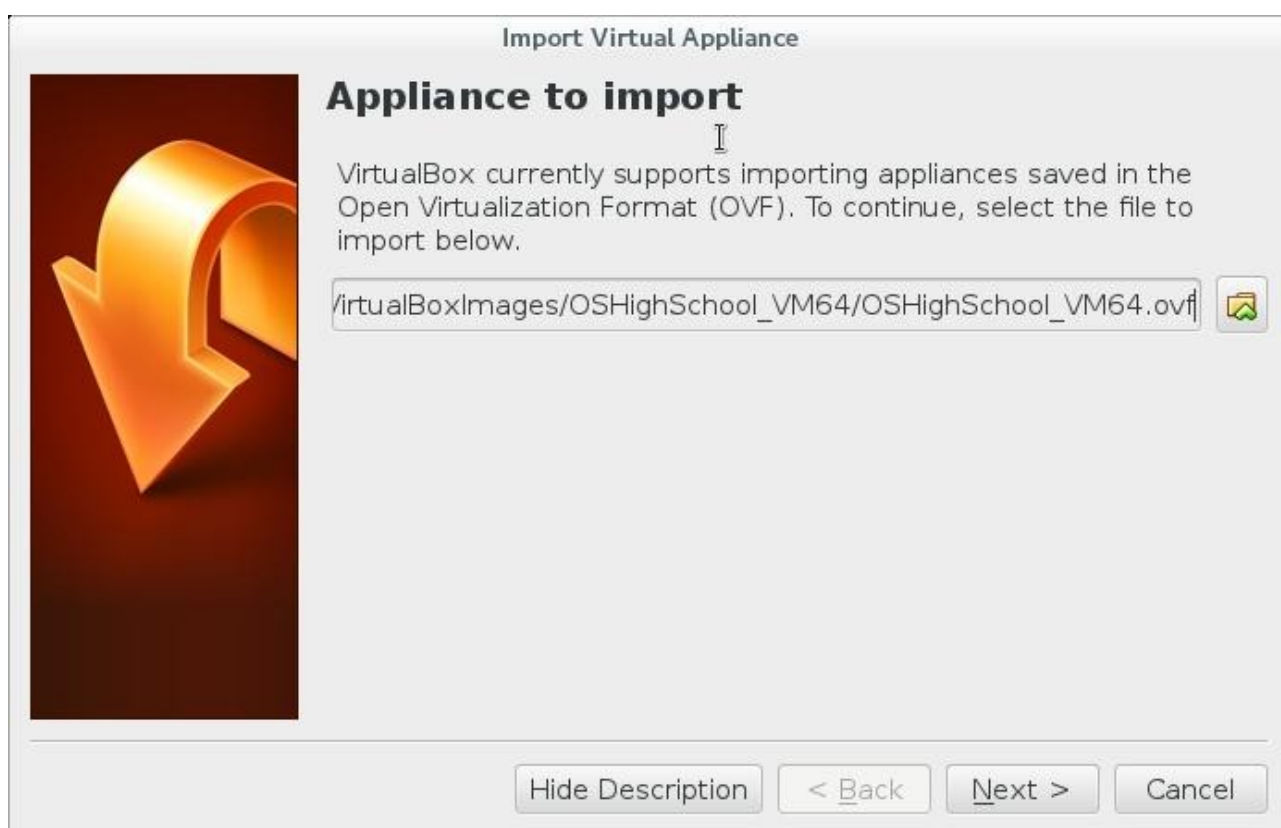 Import Virtual Appliance
Appliance to import
VirtualBox currently supports importing appliances saved in the
Open Virtualization Format (OVF). To continue, select the file to
import below.
/irtualBoxImages/OSHighSchool_VM64/OSHighSchool_VM64.ovf
Hide Description
< Back
Next >
Cancel